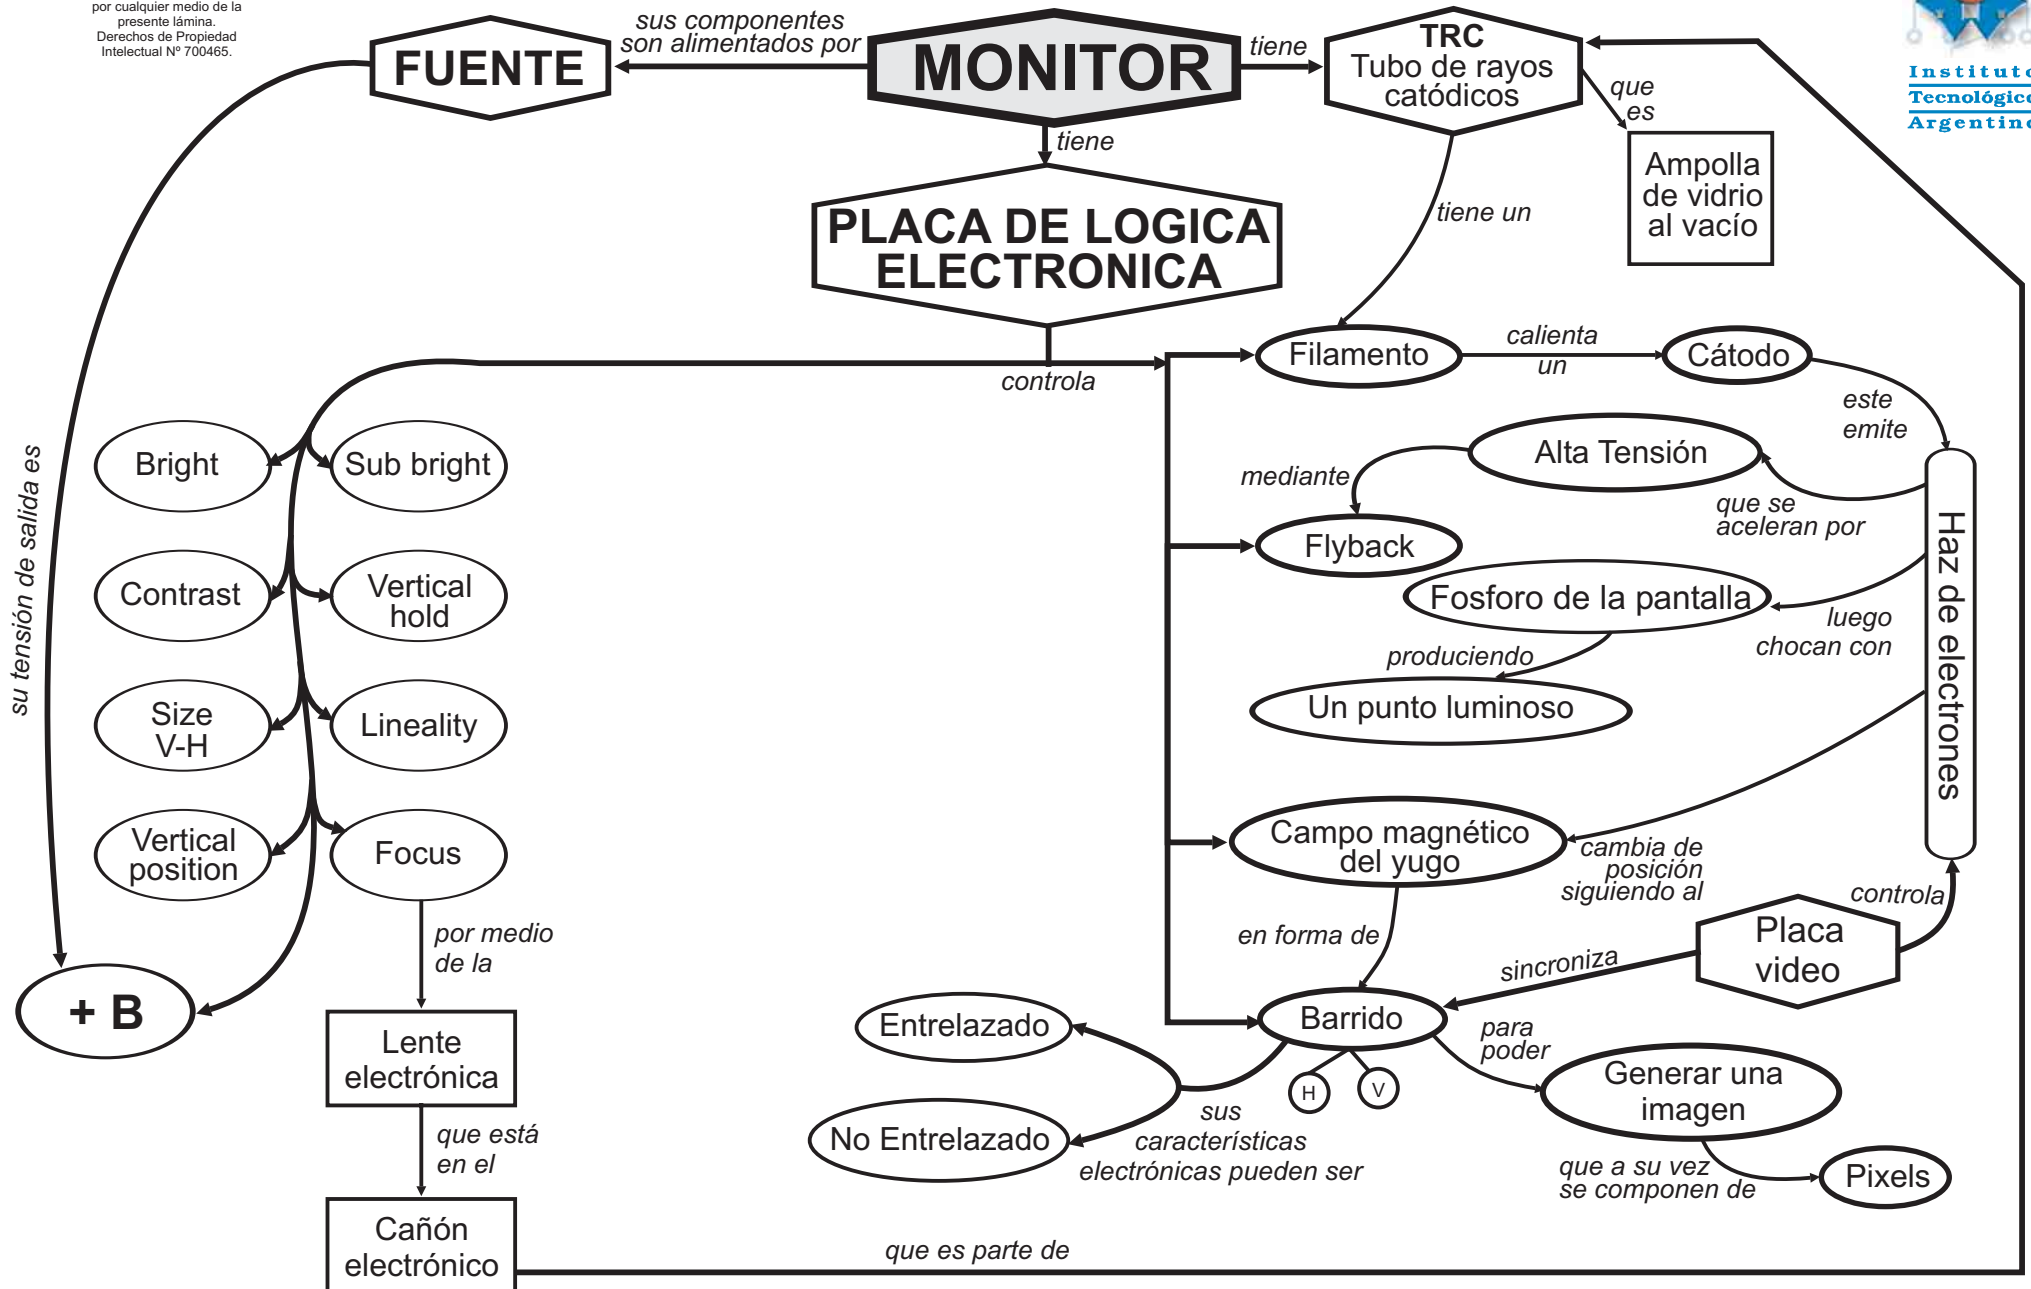 por cualquier medio de la
presente lámina.
Derechos de Propiedad
Intelectual Nº 700465.
sus componentes
son alimentados por
FUENTE
MONITOR
tiene
TRC
Tubo de rayos
catódicos
Instituto
Tecnológico
Argentino
que
es
tiene
Ampolla
de vidrio
al vacío
PLACA DE LOGICA
ELECTRONICA
tiene un
controla
Filamento
calienta
un
Cátodo
este
emite
su tensión de salida es
Bright
Sub bright
Alta Tensión
mediante
que se
aceleran por
Flyback
Haz de electrones
Contrast
Vertical
hold
Fosforo de la pantalla
luego
chocan con
produciendo
Un punto luminoso
Size
V-H
Lineality
Vertical
position
Focus
Campo magnético
del yugo
cambia de
posición
siguiendo al
controla
Placa
video
en forma de
sincroniza
por medio
de la
+ B
Lente
electrónica
Entrelazado
Barrido
para
poder
H
V
Generar una
imagen
No Entrelazado
sus
características
electrónicas pueden ser
que a su vez
se componen de
Pixels
que está
en el
Cañón
electrónico
que es parte de